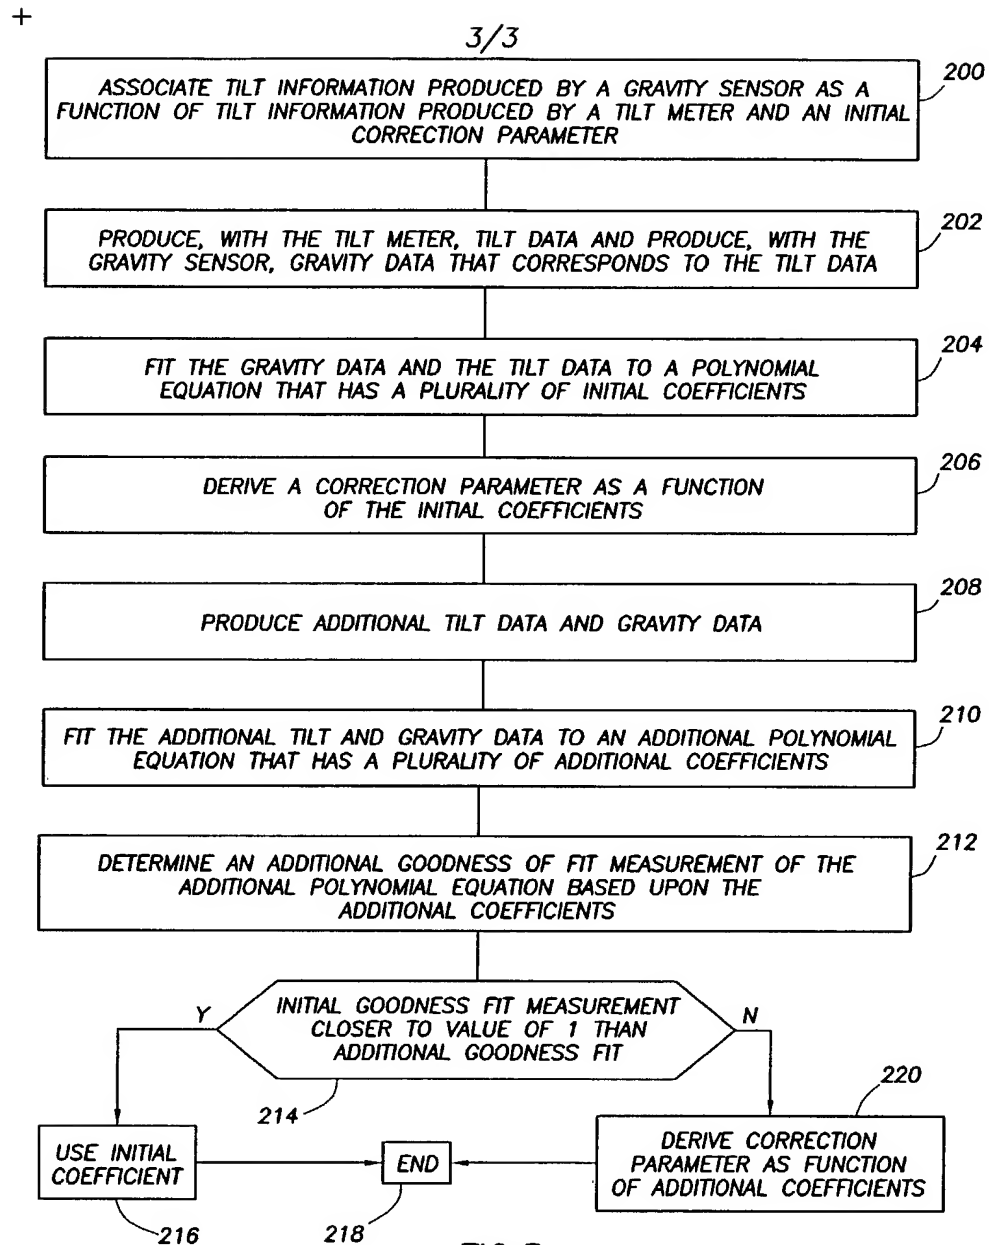 +
3/3
ASSOCIATE TILT INFORMATION PRODUCED BY A GRAVITY SENSOR AS A
FUNCTION OF TILT INFORMATION PRODUCED BY A TILT METER AND AN INITIAL
CORRECTION PARAMETER
200
PRODUCE, WITH THE TILT METER, TILT DATA AND PRODUCE, WITH THE
GRAVITY SENSOR, GRAVITY DATA THAT CORRESPONDS TO THE TILT DATA
202
FIT THE GRAVITY DATA AND THE TILT DATA TO A POLYNOMIAL
EQUATION THAT HAS A PLURALITY OF INITIAL COEFFICIENTS
204
DERIVE A CORRECTION PARAMETER AS A FUNCTION
OF THE INITIAL COEFFICIENTS
206
PRODUCE ADDITIONAL TILT DATA AND GRAVITY DATA
208
FIT THE ADDITIONAL TILT AND GRAVITY DATA TO AN ADDITIONAL POLYNOMIAL
EQUATION THAT HAS A PLURALITY OF ADDITIONAL COEFFICIENTS
210
DETERMINE AN ADDITIONAL GOODNESS OF FIT MEASUREMENT OF THE
ADDITIONAL POLYNOMIAL EQUATION BASED UPON THE
ADDITIONAL COEFFICIENTS
212
Y
INITIAL GOODNESS FIT MEASUREMENT
CLOSER TO VALUE OF 1 THAN
ADDITIONAL GOODNESS FIT
N
214
220
USE INITIAL
COEFFICIENT
END
DERIVE CORRECTION
PARAMETER AS FUNCTION
OF ADDITIONAL COEFFICIENTS
216
218